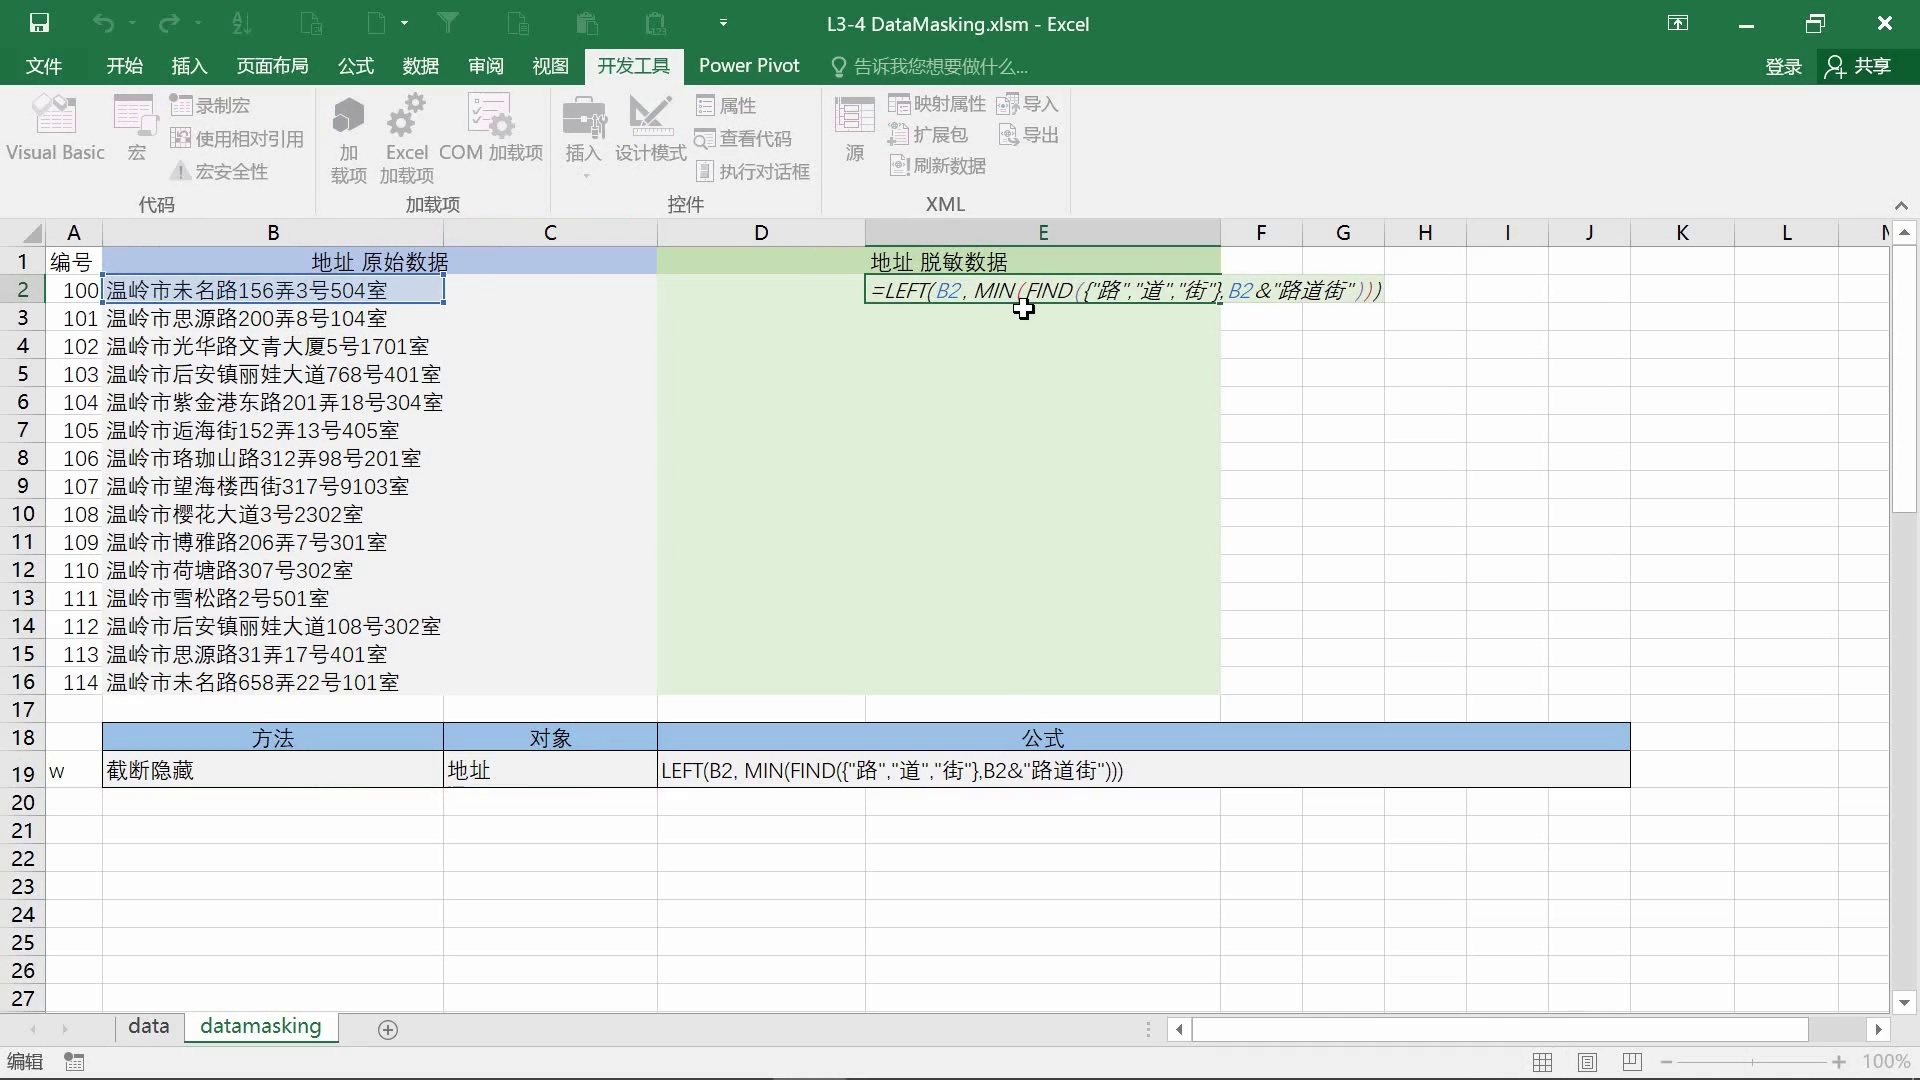 L3-4 DataMasking.xlsm - Excel
文件 开始 插入 页面布局 公式 数据 审阅 视图 开发工具 Power Pivot 告诉我您想要做什么... 登录 共享
Visual Basic 宏 录制宏 使用相对引用 宏安全性
代码
加载项 Excel 加载项 COM 加载项
加载项
插入 设计模式 属性 查看代码 执行对话框
控件
源 映射属性 扩展包 刷新数据 导入 导出
XML
A B C D E F G H I J K L
1 编号 地址 原始数据 地址 脱敏数据
2 100 温岭市未名路156弄3号504室 =LEFT(B2, MIN(FIND({"路","道","街"},B2&"路道街")))
3 101 温岭市思源路200弄8号104室
4 102 温岭市光华路文青大厦5号1701室
5 103 温岭市后安镇丽娃大道768号401室
6 104 温岭市紫金港东路201弄18号304室
7 105 温岭市逅海街152弄13号405室
8 106 温岭市珞珈山路312弄98号201室
9 107 温岭市望海楼西街317号9103室
10 108 温岭市樱花大道3号2302室
11 109 温岭市博雅路206弄7号301室
12 110 温岭市荷塘路307号302室
13 111 温岭市雪松路2号501室
14 112 温岭市后安镇丽娃大道108号302室
15 113 温岭市思源路31弄17号401室
16 114 温岭市未名路658弄22号101室
17
18 方法 对象 公式
19 w 截断隐藏 地址 LEFT(B2, MIN(FIND({"路","道","街"},B2&"路道街")))
20
21
22
23
24
25
26
27
data datamasking
编辑 100%